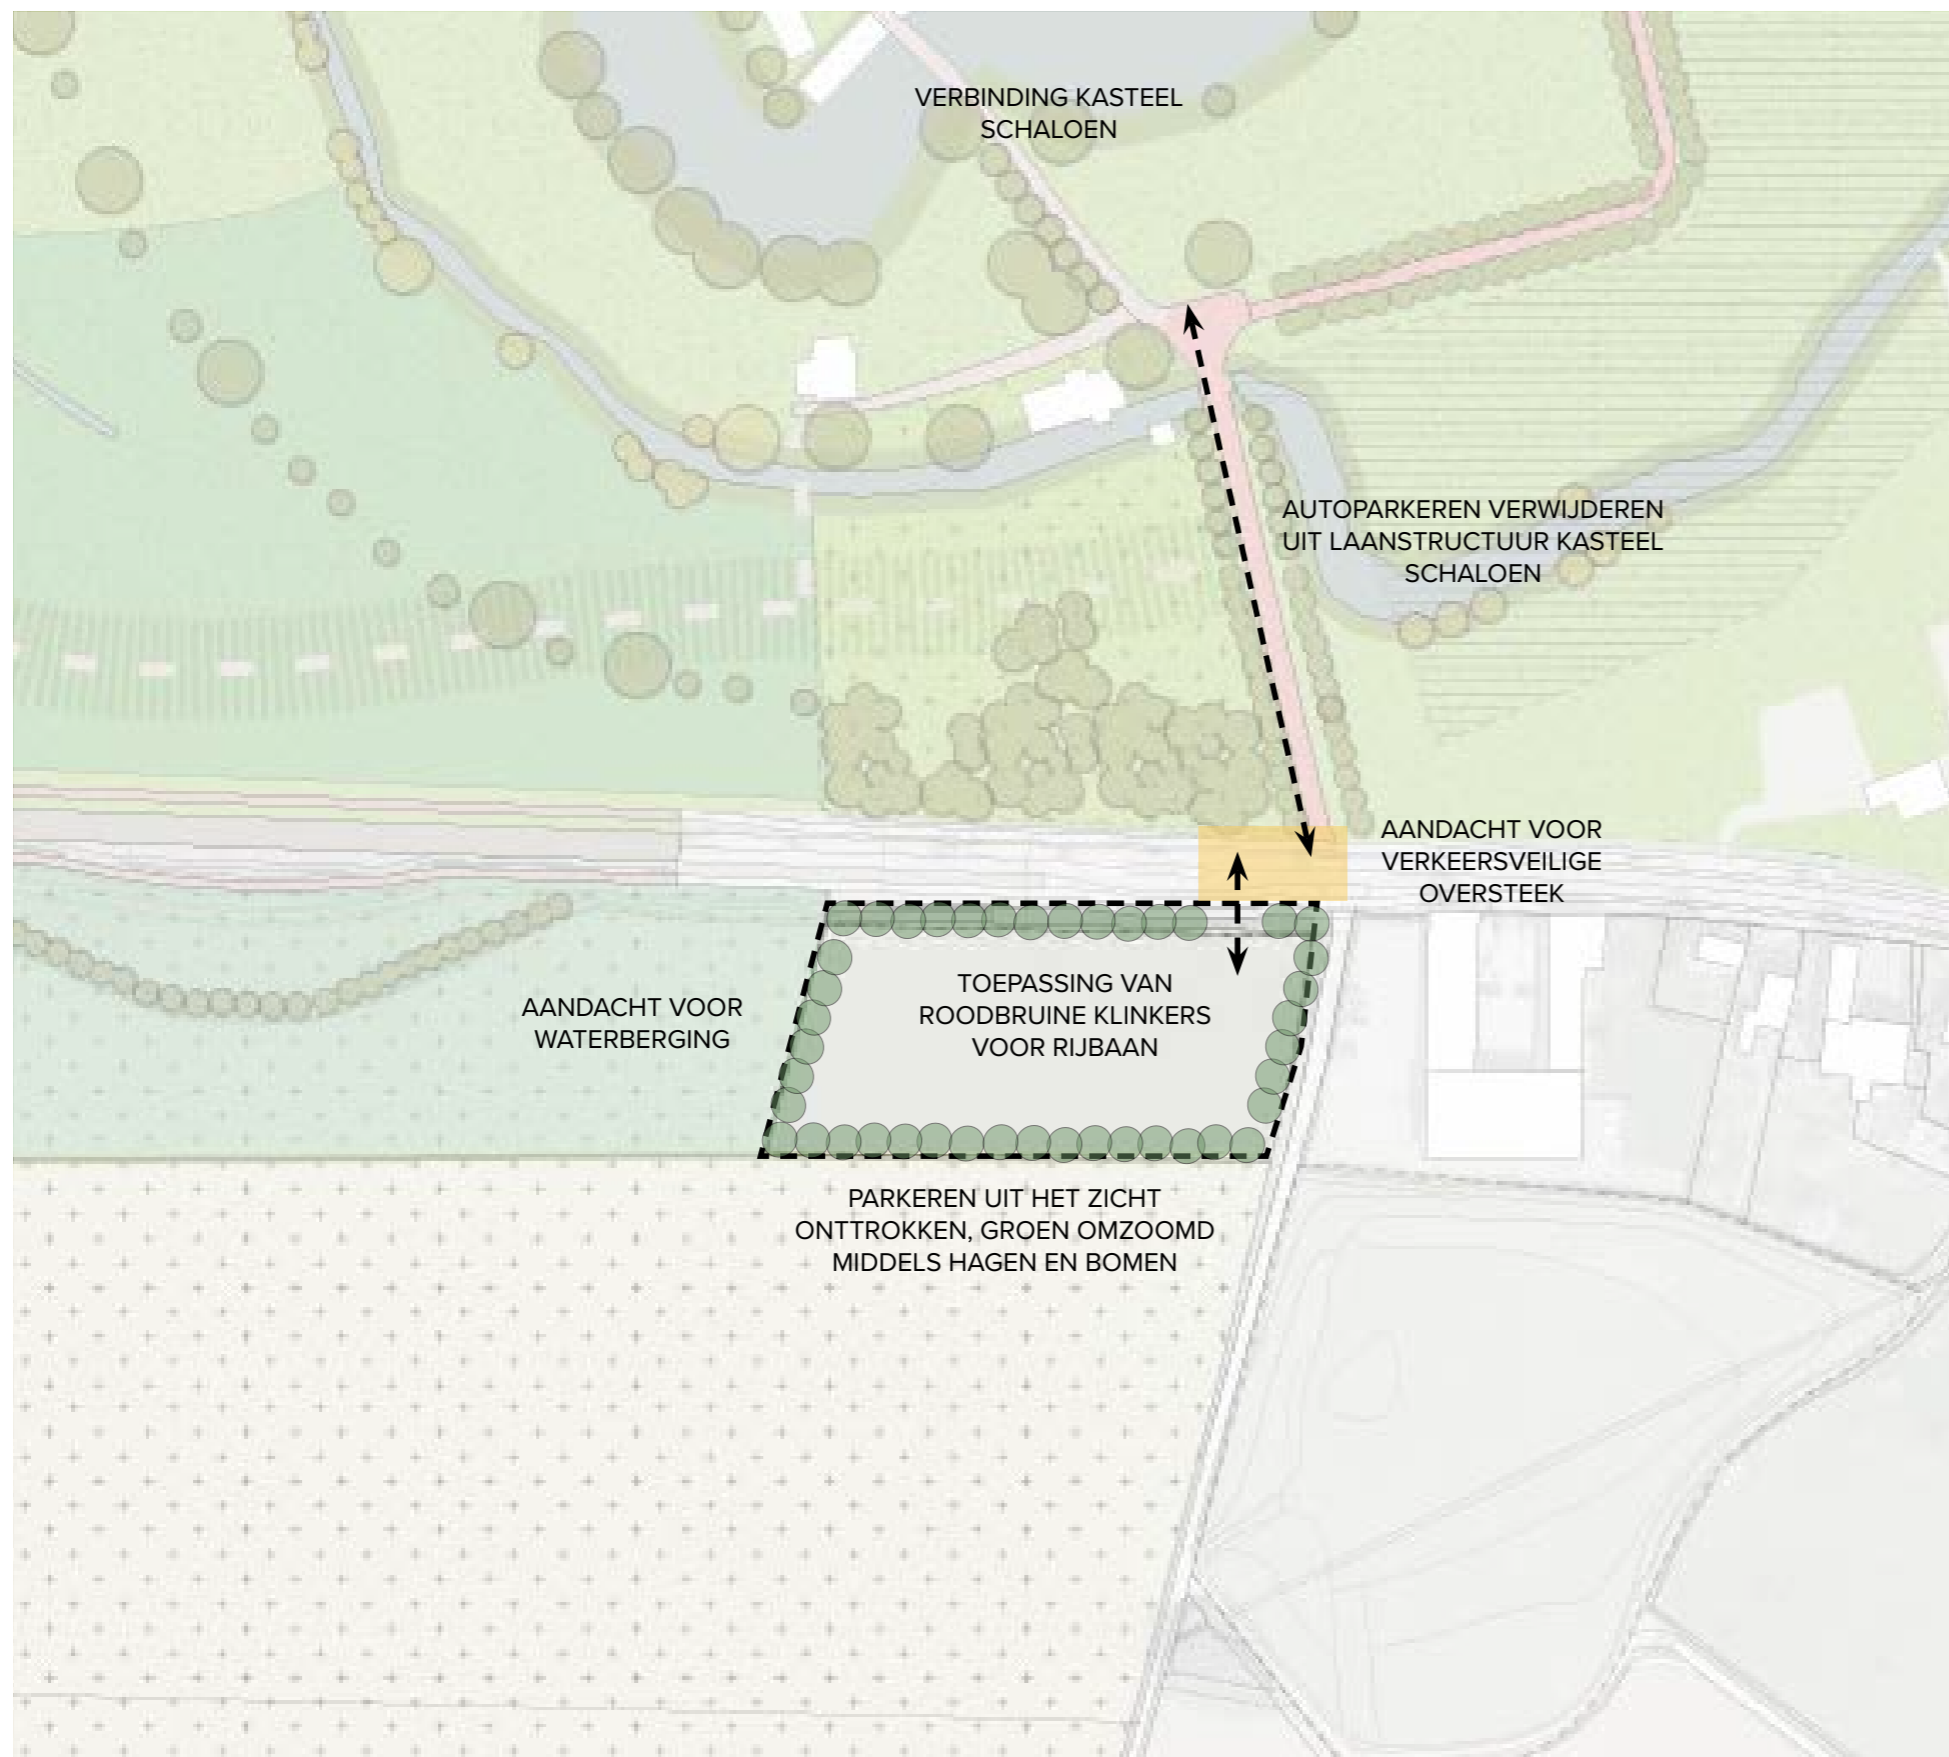 VERBINDING KASTEEL
SCHALOEN
AUTOPARKEREN VERWIJDEREN
UIT LAANSTRUCTUUR KASTEEL
SCHALOEN
AANDACHT VOOR
VERKEERSVEILIGE
OVERSTEEK
TOEPASSING VAN
ROODBRUINE KLINKERS
VOOR RIJBAAN
AANDACHT VOOR
WATERBERGING
PARKEREN UIT HET ZICHT
ONTTROKKEN, GROEN OMZOOMD
MIDDELS HAGEN EN BOMEN